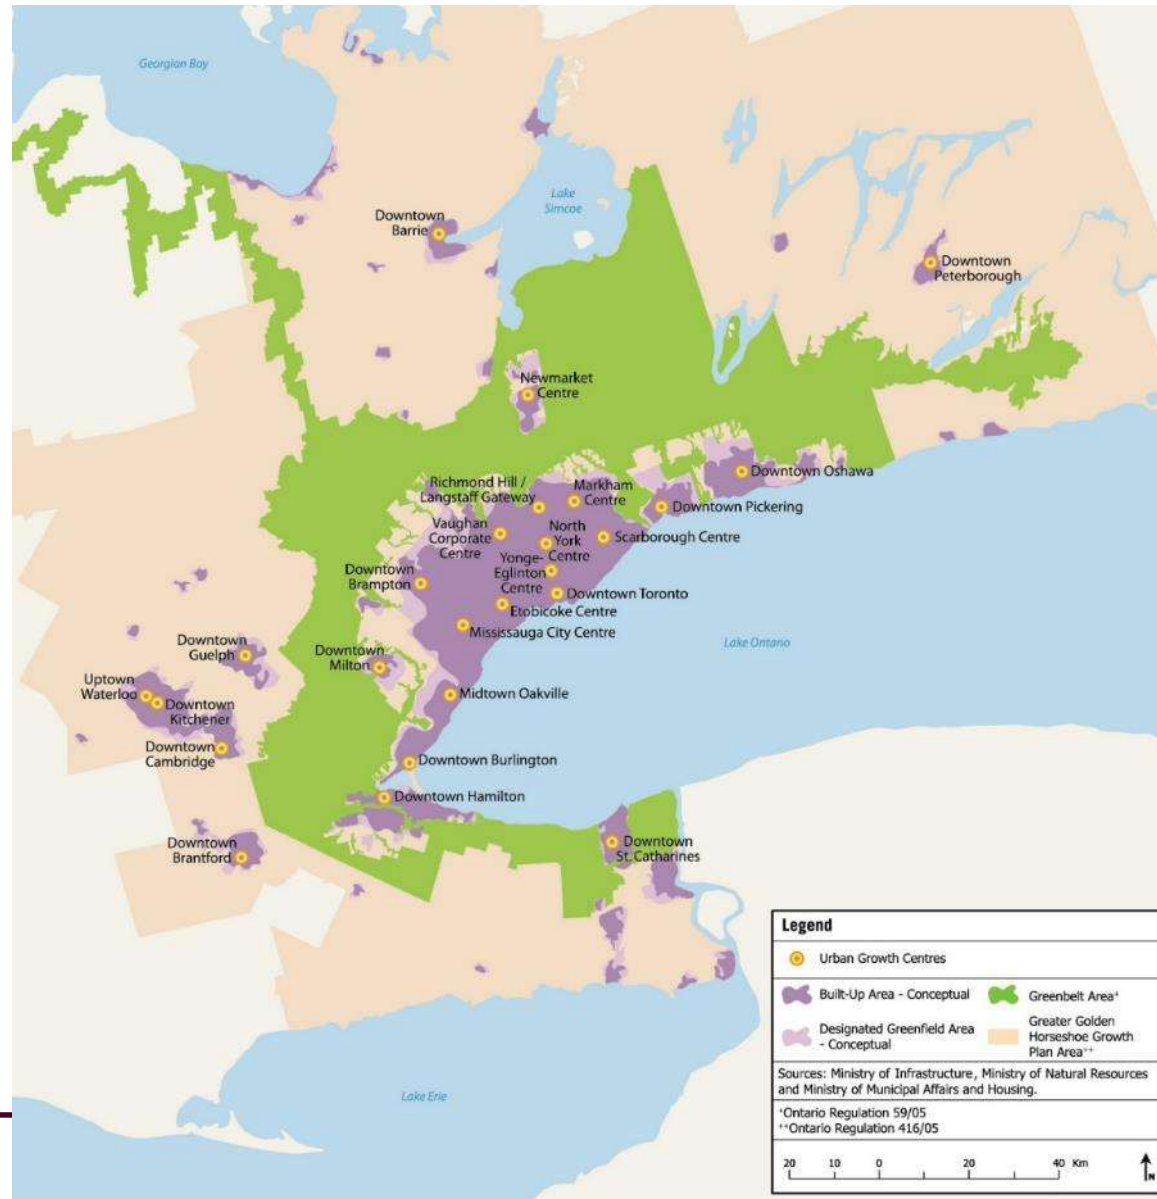 Georgian Bay
Lake
Simcoe
Downtown
Barrie
Downtown
Peterborough
Newmarket
Centre
Downtown Oshawa
Richmond Hill /
Langstaff Gateway
Markham
Centre
Downtown Pickering
Vaughan
Corporate
Centre
North
York
Centre
Scarborough Centre
Yonge-
Eglinton
Centre
Downtown
Brampton
Downtown Toronto
Etobicoke Centre
Mississauga City Centre
Lake Ontario
Downtown
Guelph
Downtown
Milton
Uptown
Waterloo
Downtown
Kitchener
Midtown Oakville
Downtown
Cambridge
Downtown Burlington
Downtown Hamilton
Downtown
Brantford
Downtown
St. Catharines
Lake Erie
Legend
Urban Growth Centres
Built-Up Area - Conceptual
Greenbelt Area+
Designated Greenfield Area
- Conceptual
Greater Golden
Horseshoe Growth
Plan Area++
Sources: Ministry of Infrastructure, Ministry of Natural Resources
and Ministry of Municipal Affairs and Housing.
+Ontario Regulation 59/05
++Ontario Regulation 416/05
20 10 0 20 40 Km
N